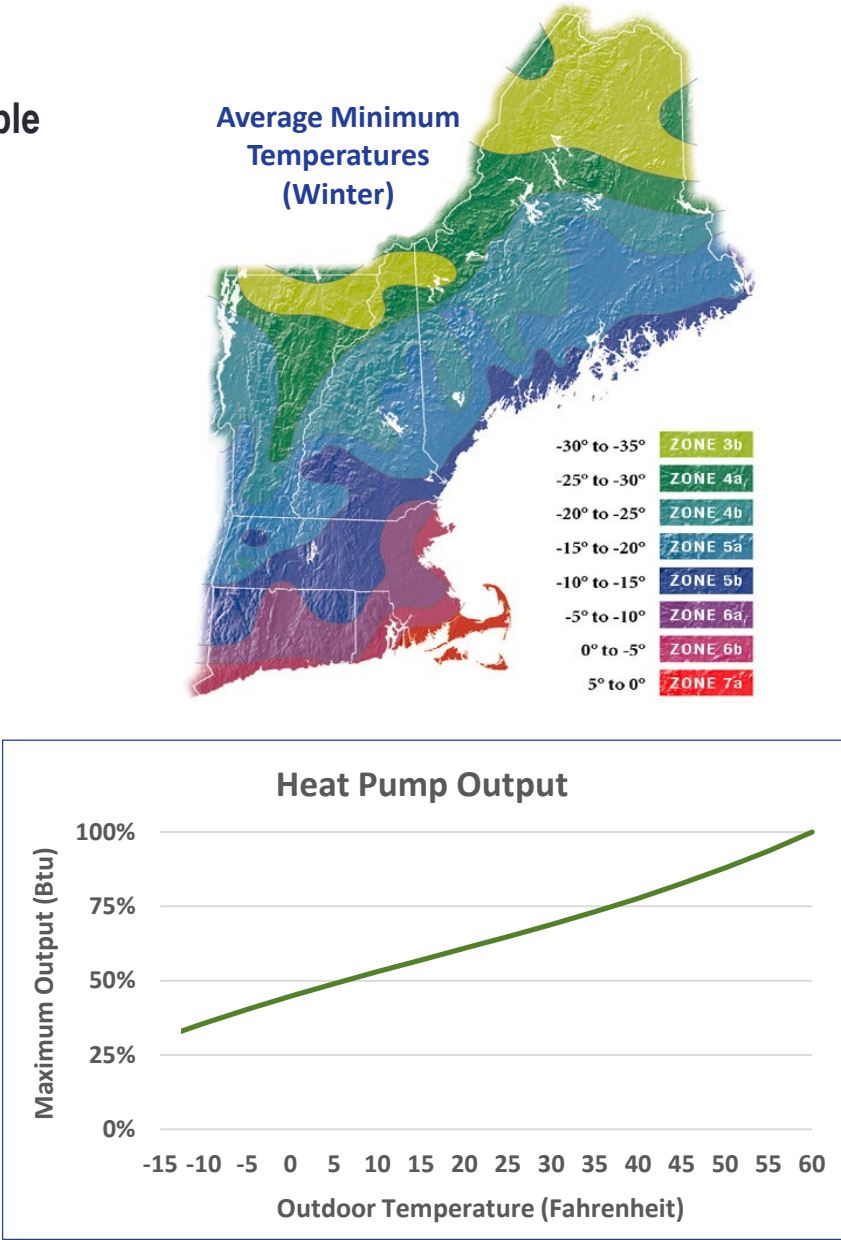 Average Minimum
Temperatures
(Winter)
-30° to -35° ZONE 3b
-25° to -30° ZONE 4a
-20° to -25° ZONE 4b
-15° to -20° ZONE 5a
-10° to -15° ZONE 5b
-5° to -10° ZONE 6a
0° to -5° ZONE 6b
5° to 0° ZONE 7a
Heat Pump Output
Maximum Output (Btu)
100%
75%
50%
25%
0%
-15 -10 -5 0 5 10 15 20 25 30 35 40 45 50 55 60
Outdoor Temperature (Fahrenheit)